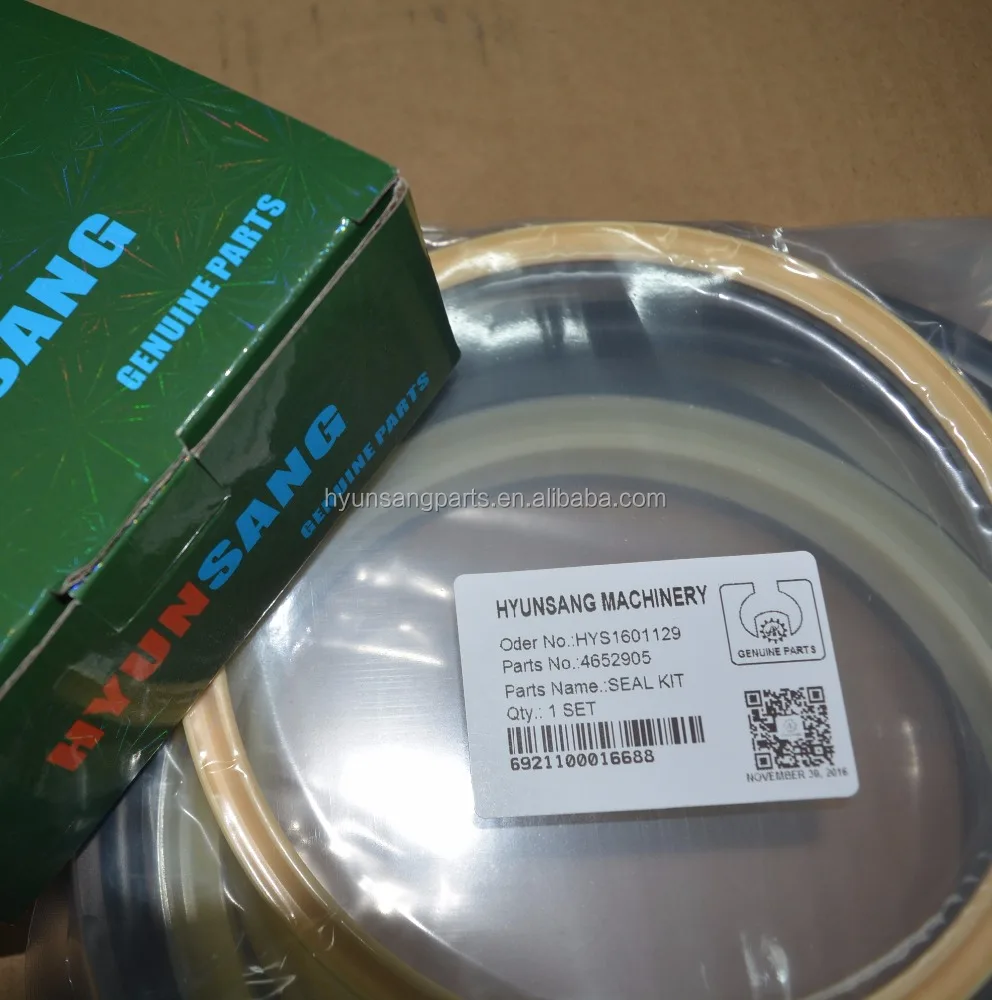 SANG
GENUINE PARTS
HYUNSANG
GENUINE PARTS
hyunsangparts.en.alibaba.com
HYUNSANG MACHINERY
Oder No.:HYS1601129
Parts No.:4652905
Parts Name.:SEAL KIT
Qty.: 1 SET
6921100016688
GENUINE PARTS
NOVEMBER 30, 2016